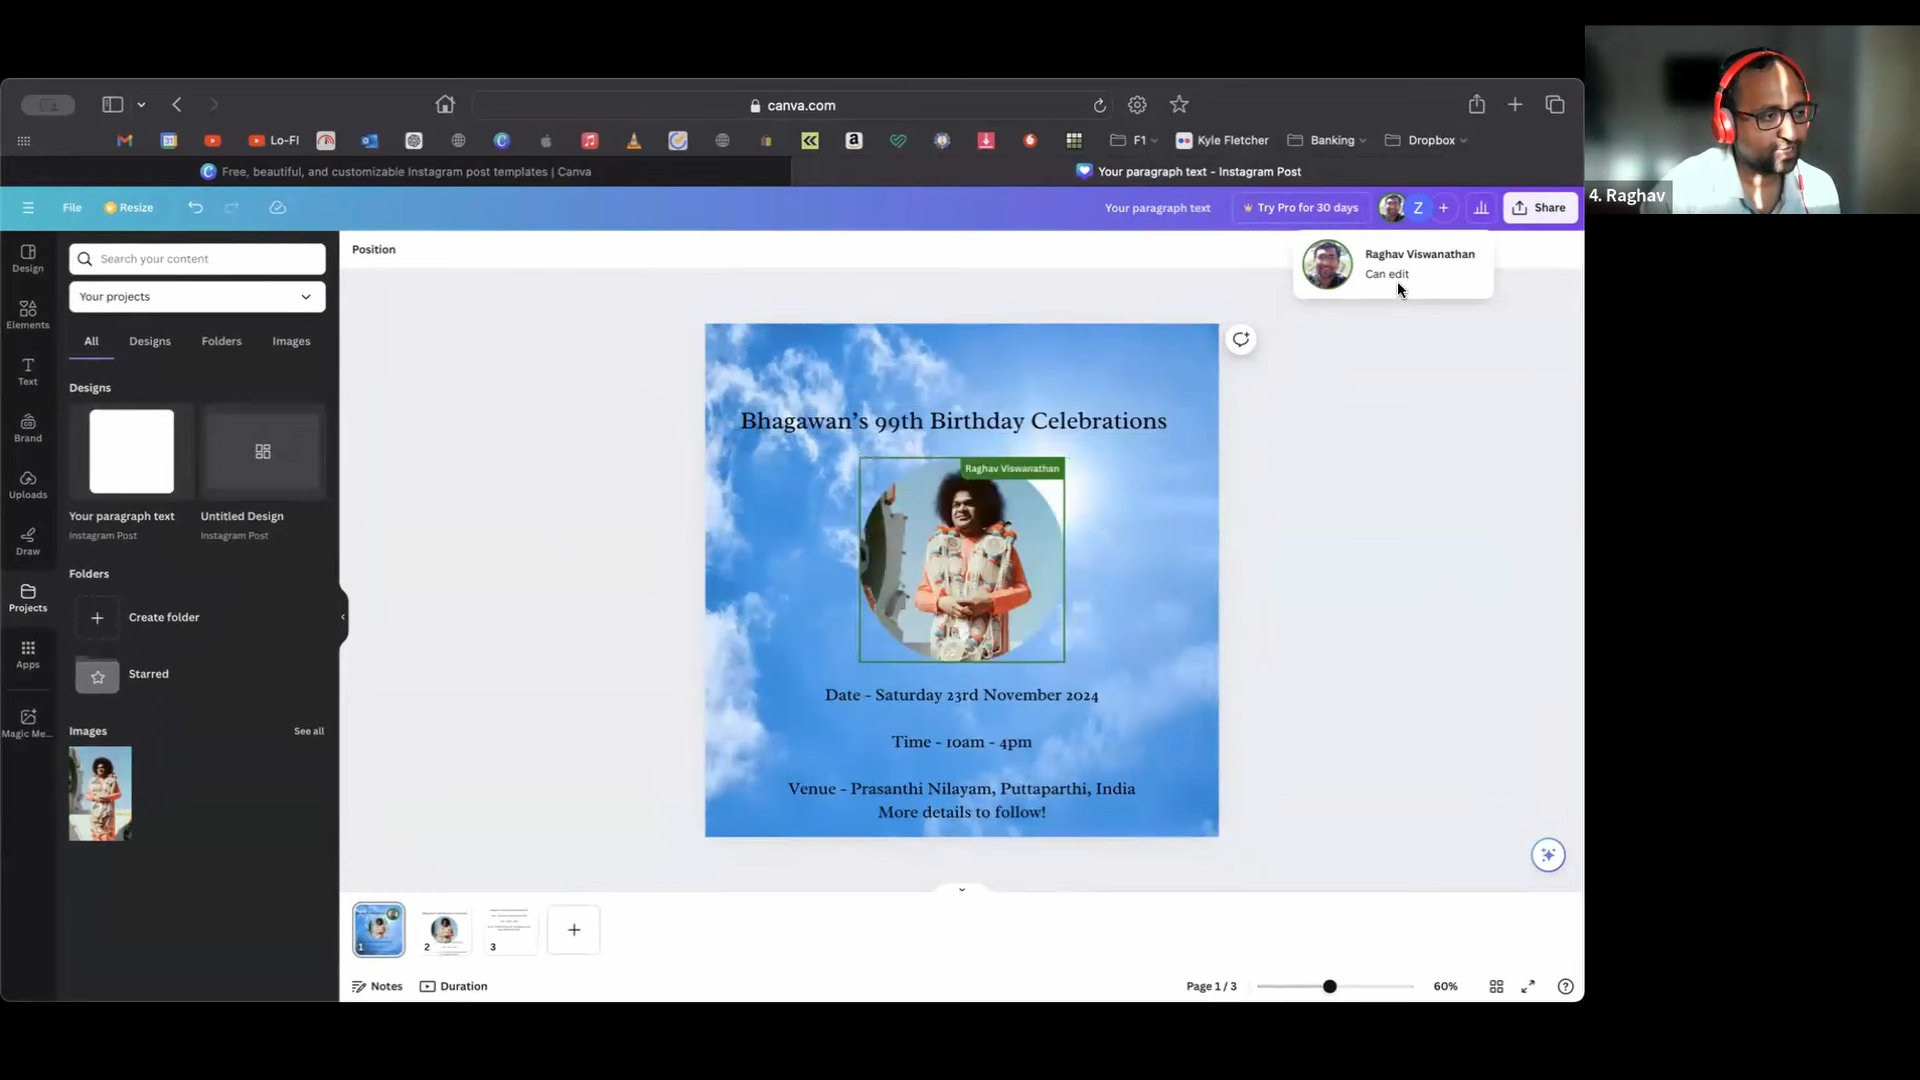 canva.com
Lo-FI
F1
Kyle Fletcher
Banking
Dropbox
Free, beautiful, and customizable Instagram post templates | Canva
Your paragraph text - Instagram Post
File
Resize
Your paragraph text
Try Pro for 30 days
Z
Share
4. Raghav
Design
Elements
Text
Brand
Uploads
Draw
Projects
Apps
Magic Me...
Search your content
Your projects
All
Designs
Folders
Images
Designs
Your paragraph text
Instagram Post
Untitled Design
Instagram Post
Folders
Create folder
Starred
Images
See all
Position
Raghav Viswanathan
Can edit
Bhagawan's 99th Birthday Celebrations
Raghav Viswanathan
Date - Saturday 23rd November 2024
Time - 10am - 4pm
Venue - Prasanthi Nilayam, Puttaparthi, India
More details to follow!
1
2
3
Notes
Duration
Page 1 / 3
60%